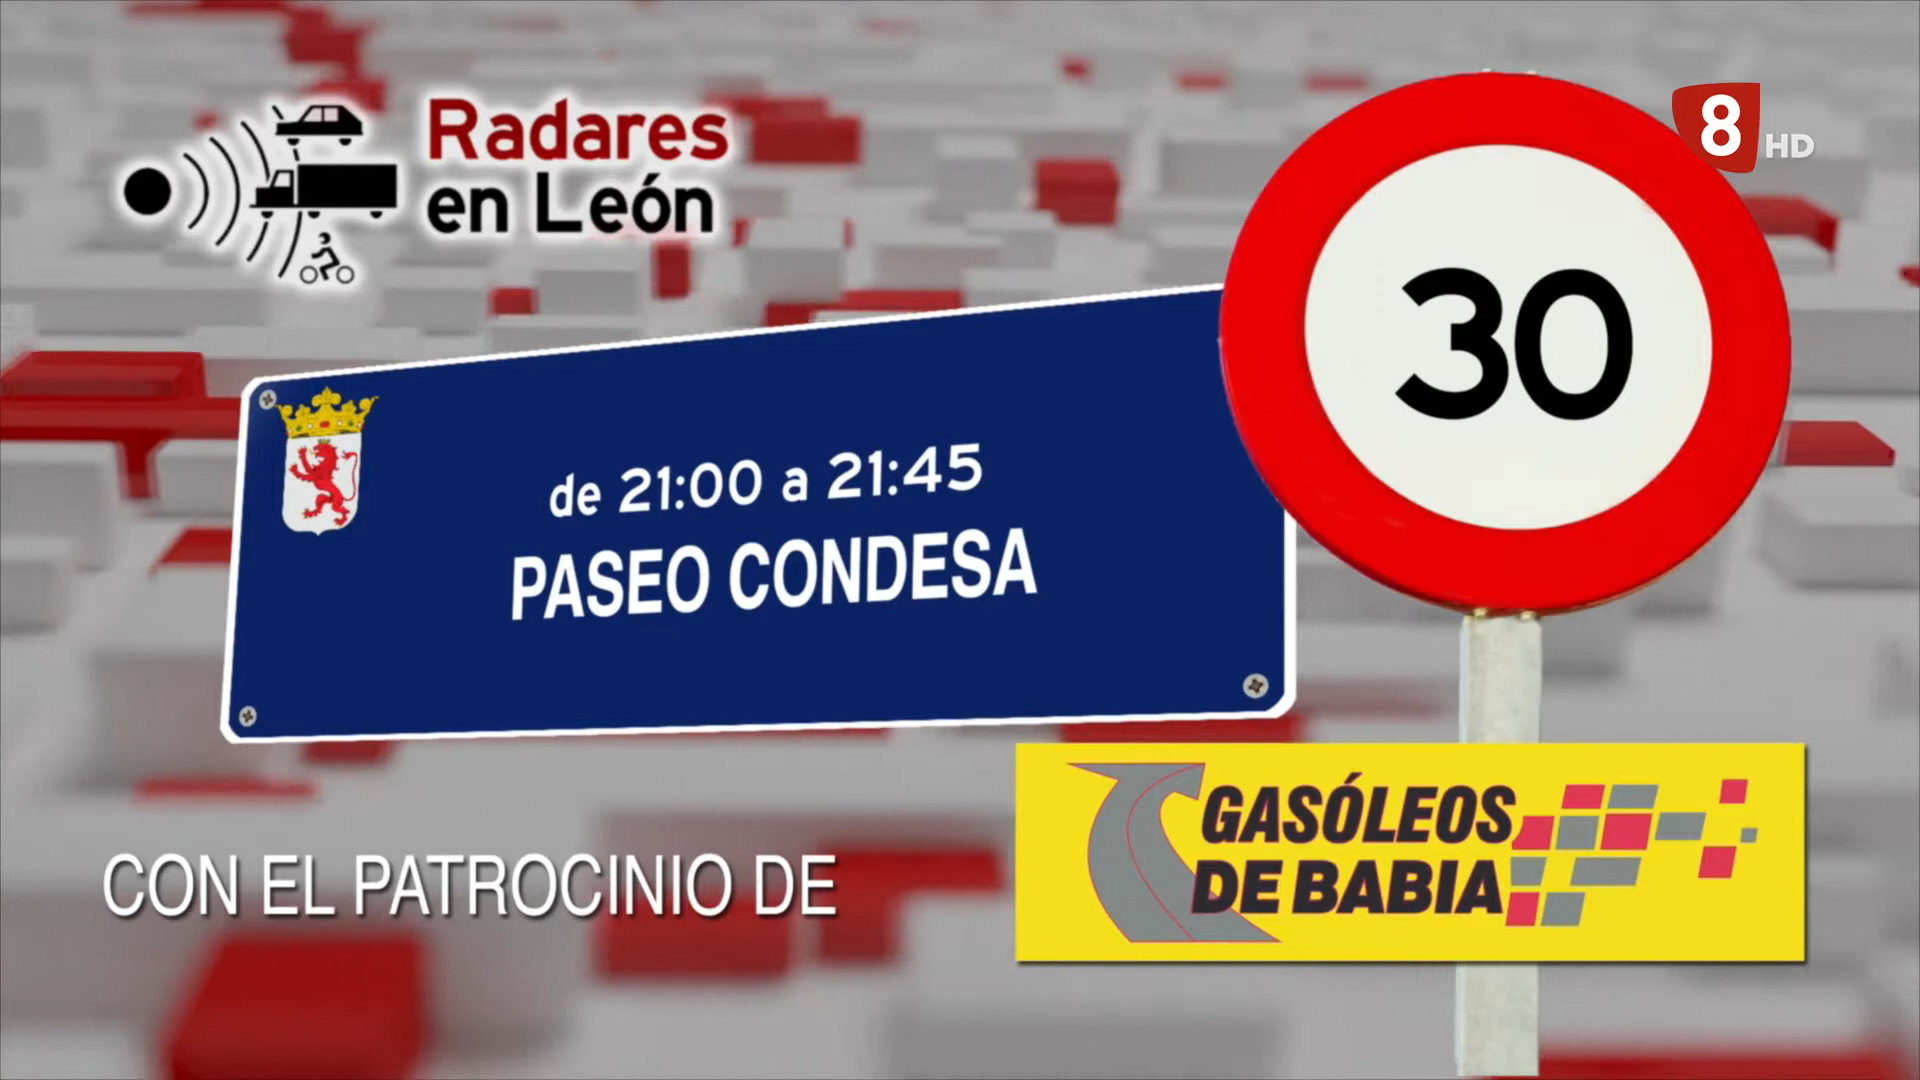 Radares
en León
8 HD
30
de 21:00 a 21:45
PASEO CONDESA
CON EL PATROCINIO DE
GASÓLEOS
DE BABIA